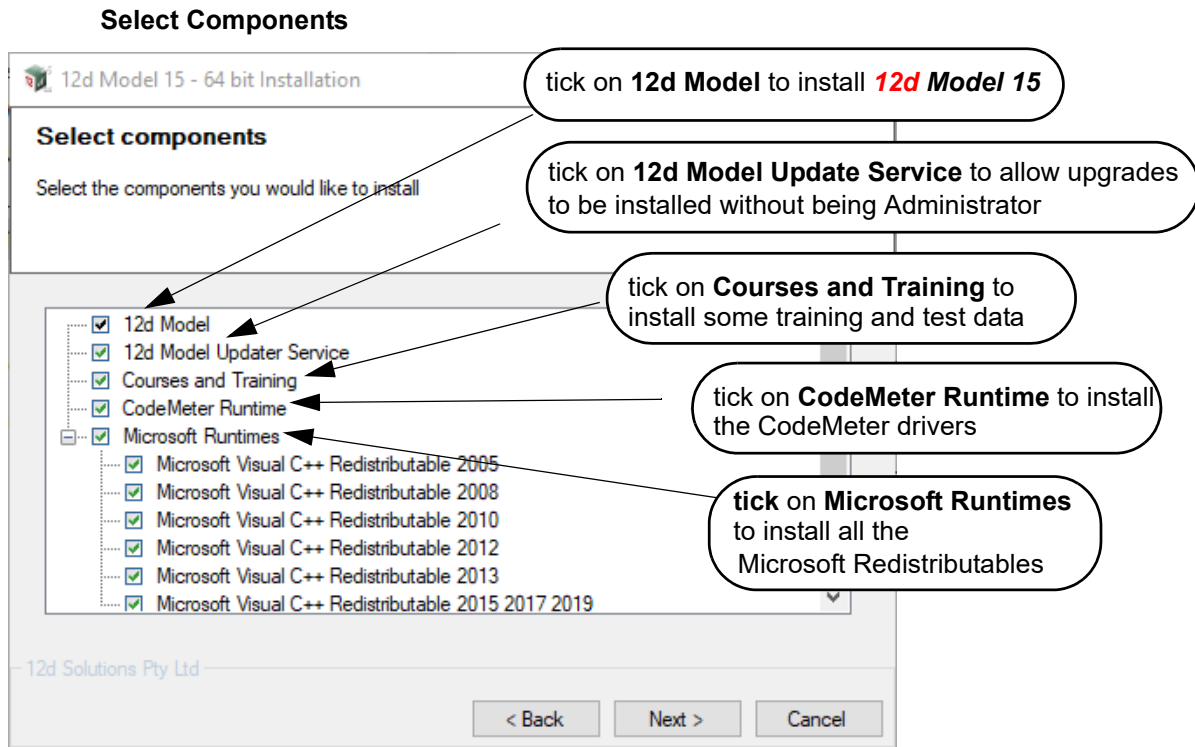 Select Components
12d Model 15 - 64 bit Installation
tick on 12d Model to install 12d Model 15
Select components
Select the components you would like to install
tick on 12d Model Update Service to allow upgrades
to be installed without being Administrator
tick on Courses and Training to
install some training and test data
12d Model
12d Model Updater Service
Courses and Training
CodeMeter Runtime
tick on CodeMeter Runtime to install
the CodeMeter drivers
Microsoft Runtimes
Microsoft Visual C++ Redistributable 2005
Microsoft Visual C++ Redistributable 2008
Microsoft Visual C++ Redistributable 2010
Microsoft Visual C++ Redistributable 2012
Microsoft Visual C++ Redistributable 2013
Microsoft Visual C++ Redistributable 2015 2017 2019
tick on Microsoft Runtimes
to install all the
Microsoft Redistributables
12d Solutions Pty Ltd
< Back
Next >
Cancel